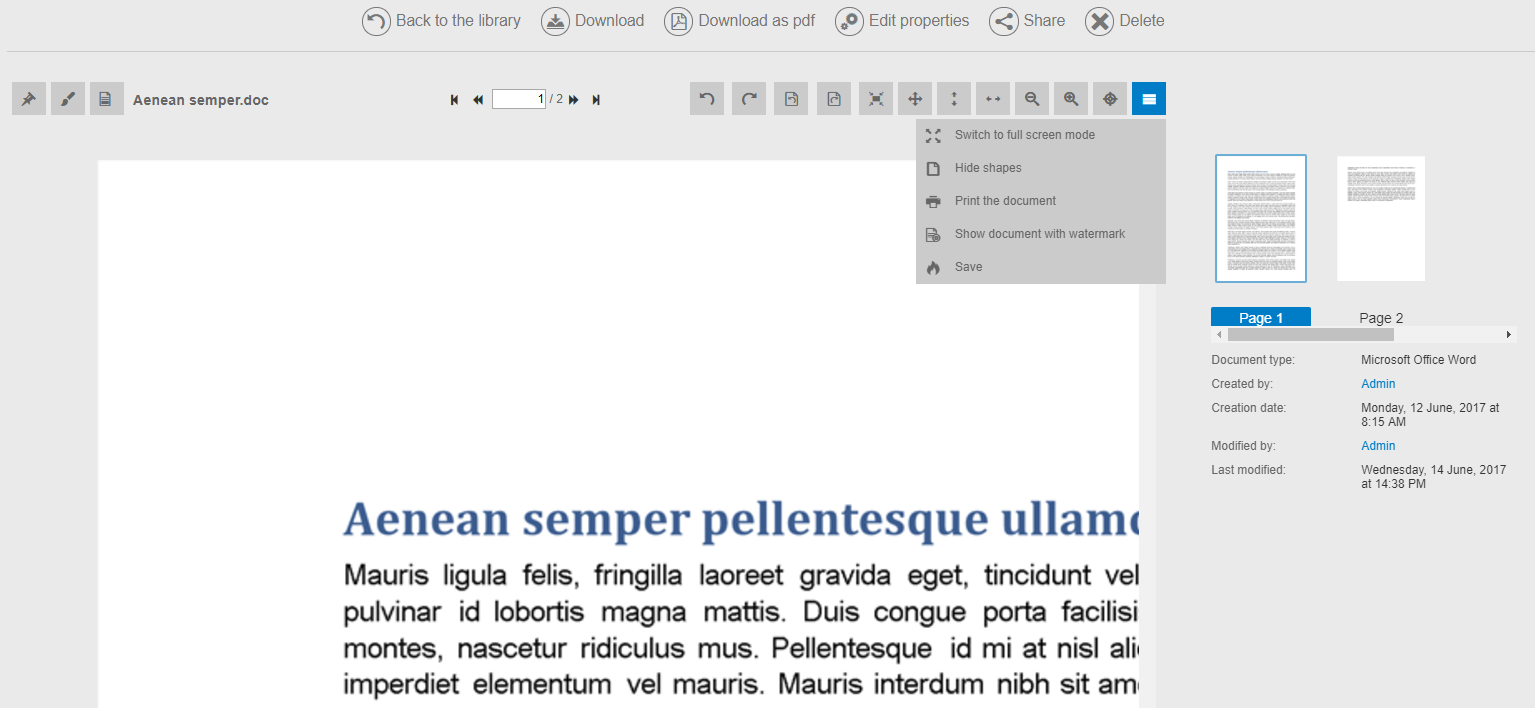 Back to the library Download Download as pdf Edit properties Share Delete
Aenean semper.doc 1 / 2
Switch to full screen mode
Hide shapes
Print the document
Show document with watermark
Save
Page 1 Page 2
Document type: Microsoft Office Word
Created by: Admin
Creation date: Monday, 12 June, 2017 at
8:15 AM
Modified by: Admin
Last modified: Wednesday, 14 June, 2017
at 14:38 PM
Aenean semper pellentesque ullamc
Mauris ligula felis, fringilla laoreet gravida eget, tincidunt vel
pulvinar id lobortis magna mattis. Duis congue porta facilisi
montes, nascetur ridiculus mus. Pellentesque id mi at nisl ali
imperdiet elementum vel mauris. Mauris interdum nibh sit am